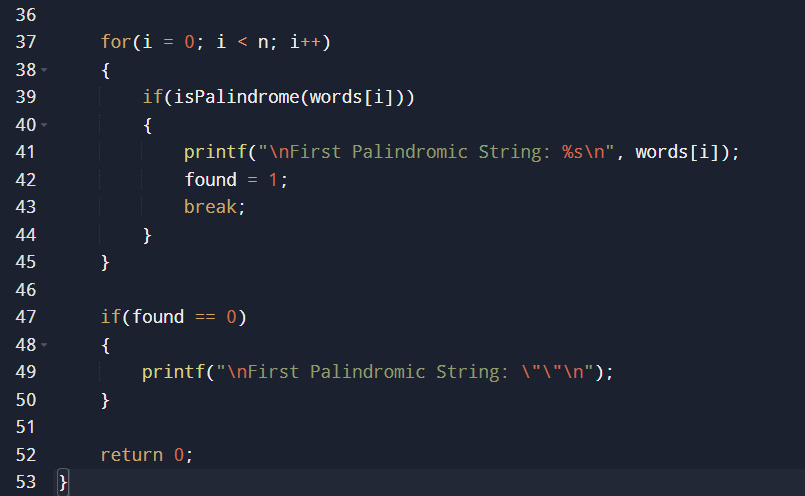 36
37     for(i = 0; i < n; i++)
38     {
39         if(isPalindrome(words[i]))
40         {
41             printf("\nFirst Palindromic String: %s\n", words[i]);
42             found = 1;
43             break;
44         }
45     }
46
47     if(found == 0)
48     {
49         printf("\nFirst Palindromic String: \"\"\n");
50     }
51
52     return 0;
53 }